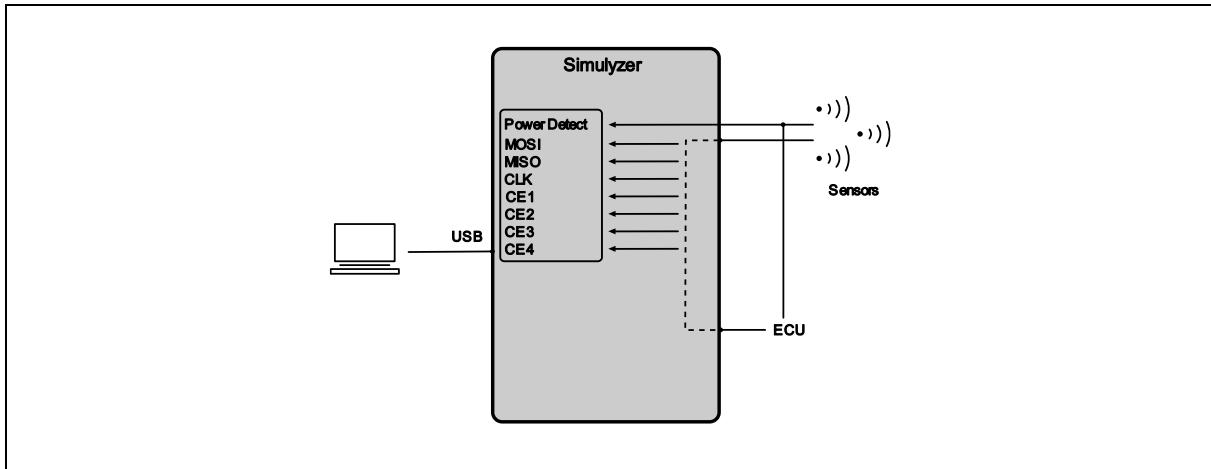 Simulyzer
Power Detect
MOSI
MISO
CLK
CE1
CE2
CE3
CE4
USB
Sensors
ECU